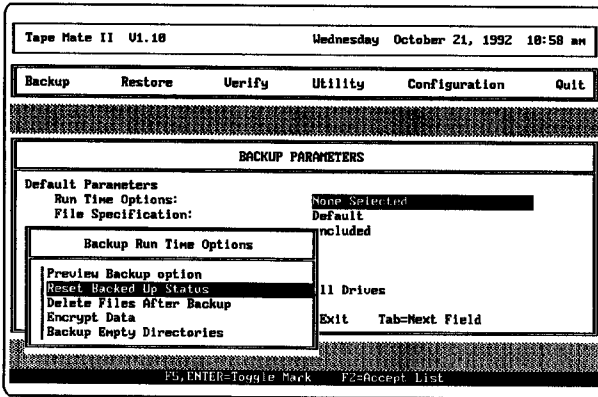 Tape Mate II V1.10 Wednesday October 21, 1992 10:58 am
Backup Restore Verify Utility Configuration Quit
BACKUP PARAMETERS
Default Parameters
Run Time Options: None Selected
File Specification: Default
ncluded
Backup Run Time Options
Preview Backup option
Reset Backed Up Status
ll Drives
Delete Files After Backup
Encrypt Data
Exit Tab=Next Field
Backup Empty Directories
F5,ENTER=Toggle Mark F2=Accept List